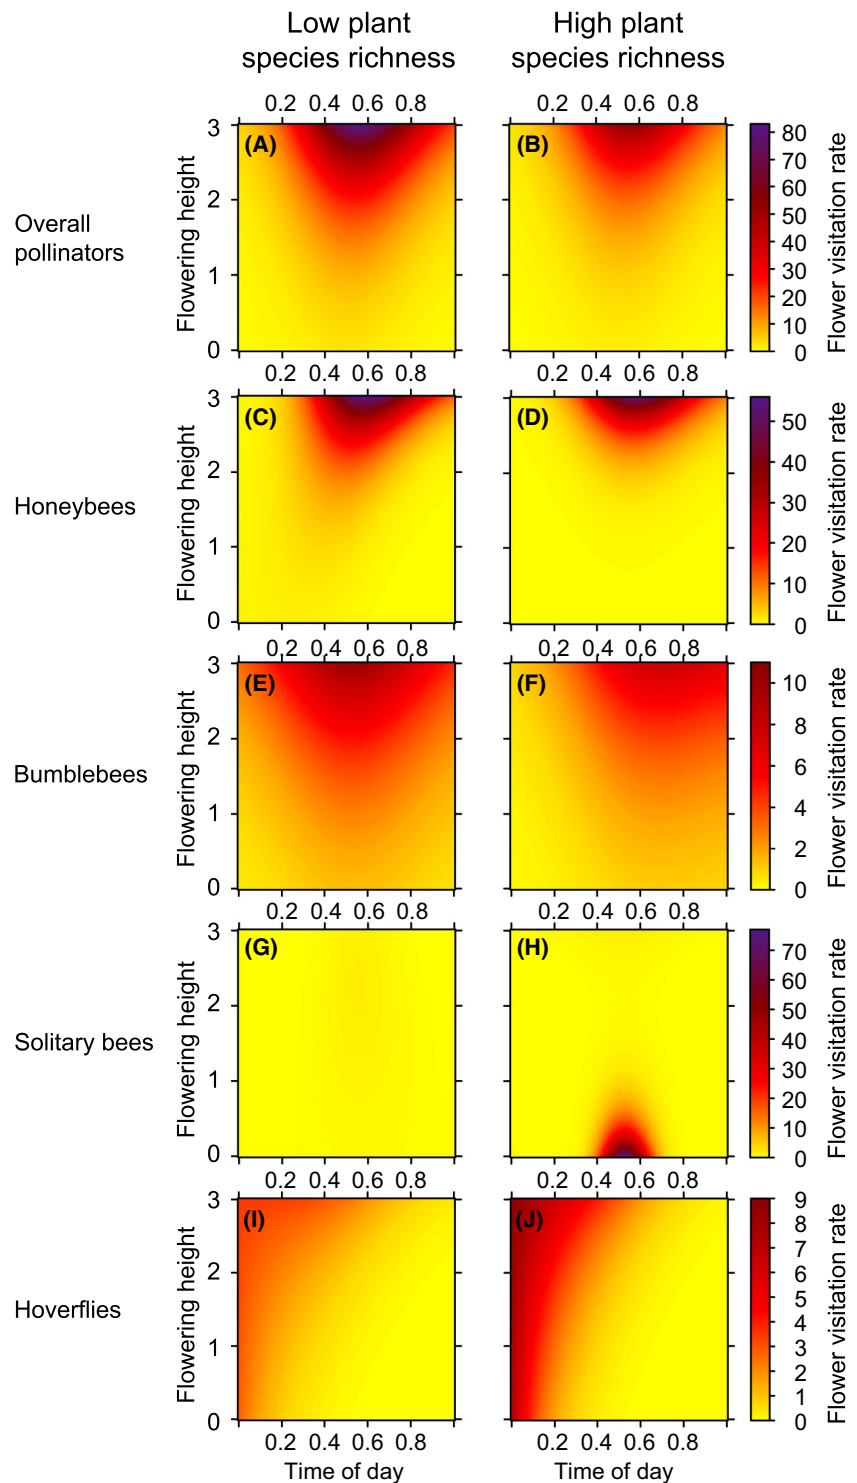 Low plant
species richness
High plant
species richness
0.2 0.4 0.6 0.8
0.2 0.4 0.6 0.8
Overall
pollinators
Flowering height
3
2
1
0
(A)
(B)
80
70
60
50
40
30
20
10
0
Flower visitation rate
0.2 0.4 0.6 0.8
0.2 0.4 0.6 0.8
Honeybees
Flowering height
3
2
1
0
(C)
(D)
50
40
30
20
10
0
Flower visitation rate
0.2 0.4 0.6 0.8
0.2 0.4 0.6 0.8
Bumblebees
Flowering height
3
2
1
0
(E)
(F)
10
8
6
4
2
0
Flower visitation rate
0.2 0.4 0.6 0.8
0.2 0.4 0.6 0.8
Solitary bees
Flowering height
3
2
1
0
(G)
(H)
70
60
50
40
30
20
10
0
Flower visitation rate
0.2 0.4 0.6 0.8
0.2 0.4 0.6 0.8
Hoverflies
Flowering height
3
2
1
0
(I)
(J)
9
8
7
6
5
4
3
2
1
0
Flower visitation rate
0.2 0.4 0.6 0.8
0.2 0.4 0.6 0.8
Time of day
Time of day